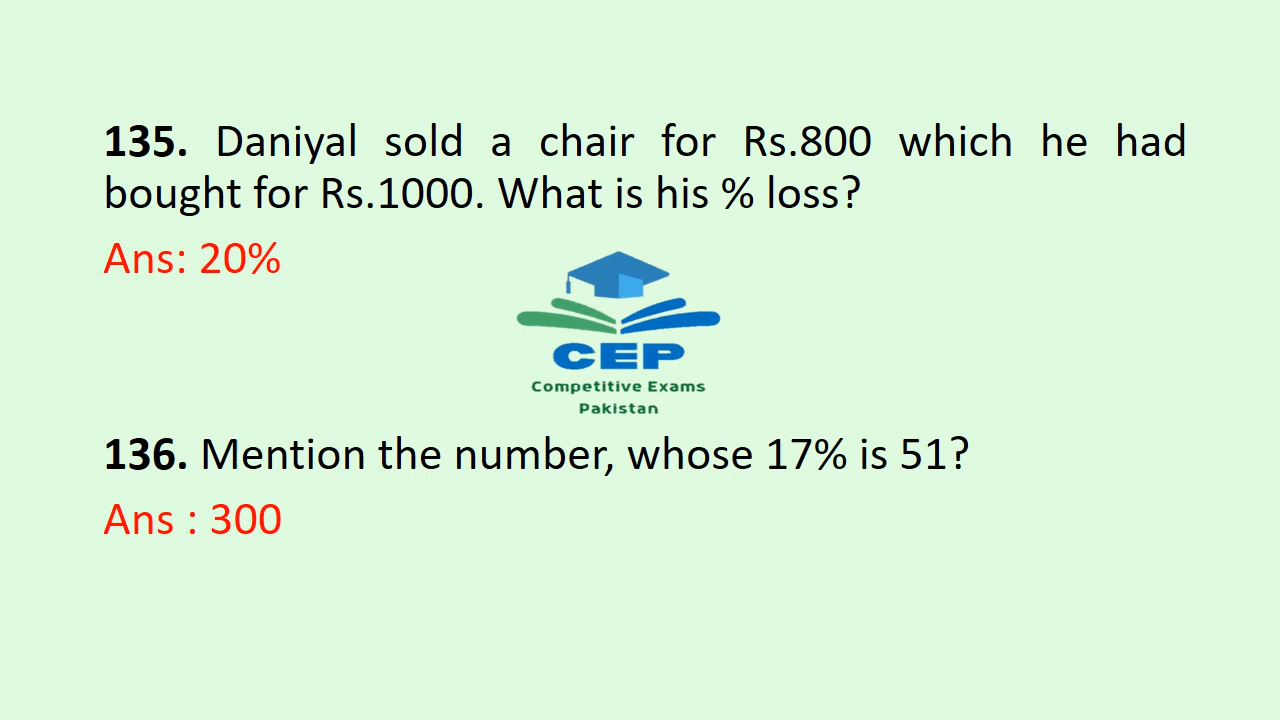 135. Daniyal sold a chair for Rs.800 which he had
bought for Rs.1000. What is his % loss?
Ans: 20%
CEP
Competitive Exams
Pakistan
136. Mention the number, whose 17% is 51?
Ans : 300